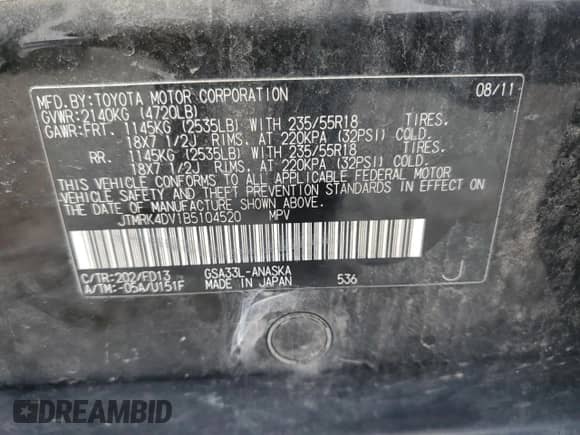 MFD.BY:TOYOTA MOTOR CORPORATION 08/11
GVWR:2140KG (4720LB)
GAWR:FRT. 1145KG (2535LB) WITH 235/55R18 TIRES.
18X7 1/2J RIMS. AT 220KPA (32PSI) COLD.
RR. 1145KG (2535LB) WITH 235/55R18 TIRES.
18X7 1/2J RIMS. AT 220KPA (32PSI) COLD.
THIS VEHICLE CONFORMS TO ALL APPLICABLE FEDERAL MOTOR
VEHICLE SAFETY AND THEFT PREVENTION STANDARDS IN EFFECT ON
THE DATE OF MANUFACTURE SHOWN ABOVE.
JTMRK4DV1B5104520 MPV
C/TR:202/FD13 GSA33L-ANASKA
A/TM:-05A/U151F MADE IN JAPAN 536 J
DREAMBID